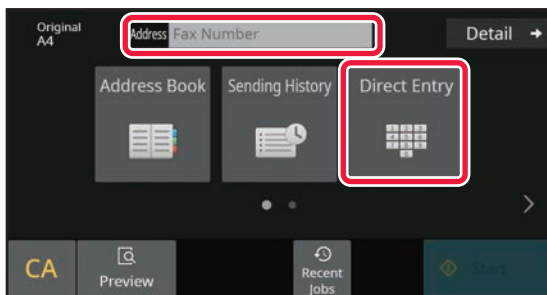 Original
A4
Address Fax Number
Detail
Address Book
Sending History
Direct Entry
CA
Preview
Recent
Jobs
Start